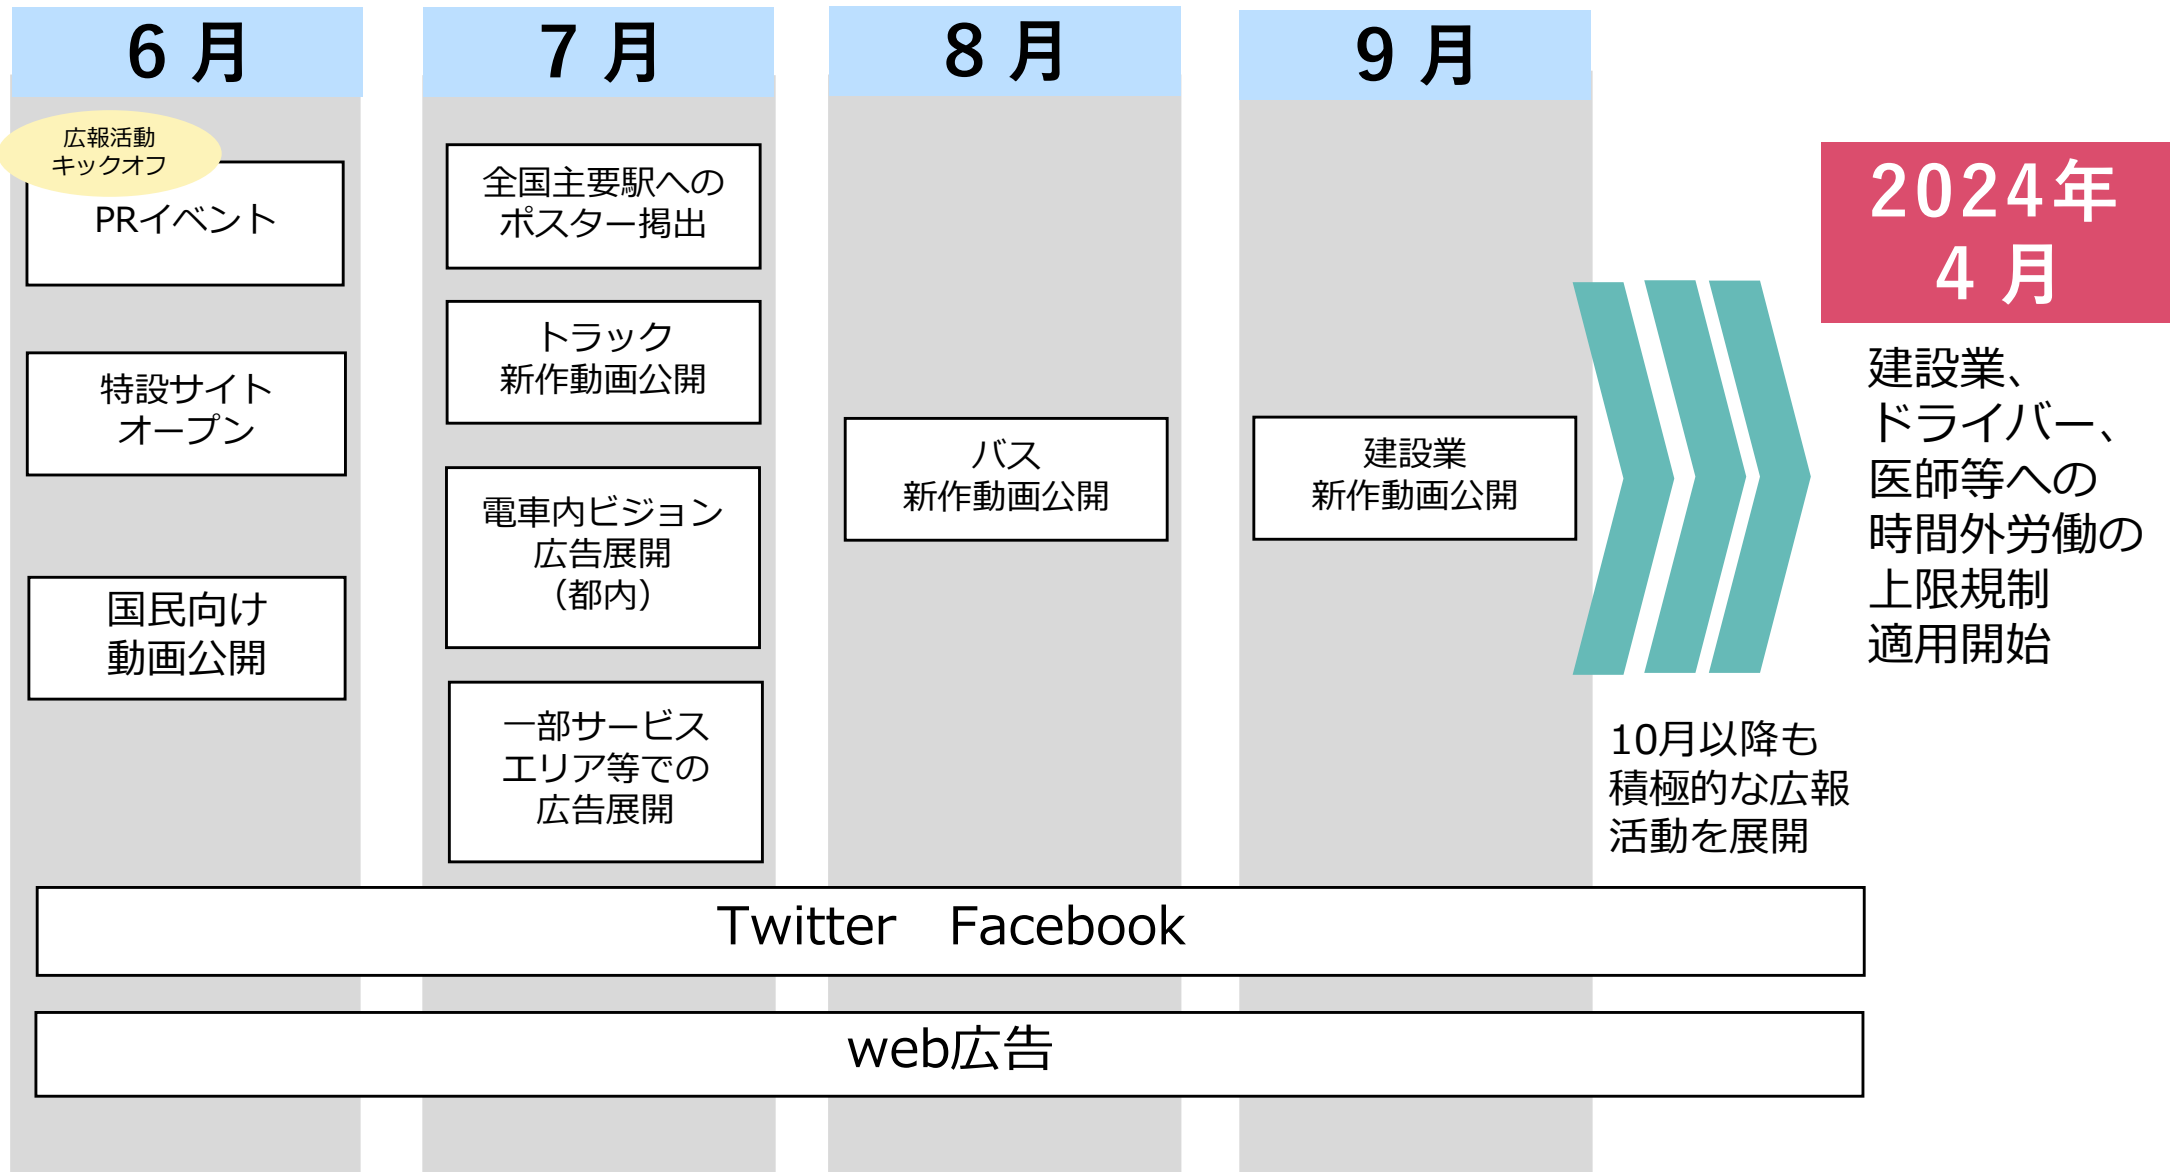 6月
広報活動
キックオフ
PRイベント
特設サイト
オープン
国民向け
動画公開
7月
全国主要駅への
ポスター掲出
トラック
新作動画公開
電車内ビジョン
広告展開
（都内）
一部サービス
エリア等での
広告展開
8月
バス
新作動画公開
9月
建設業
新作動画公開
2024年
4月
建設業、
ドライバー、
医師等への
時間外労働の
上限規制
適用開始
10月以降も
積極的な広報
活動を展開
Twitter　Facebook
web広告